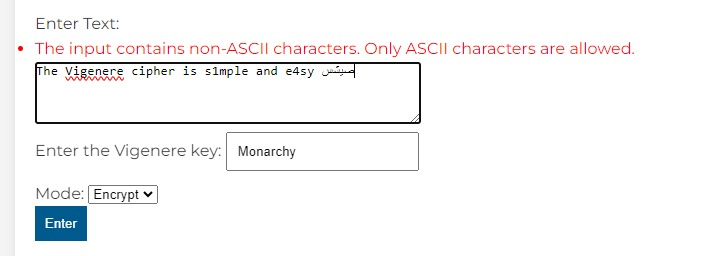 Enter Text:
The input contains non-ASCII characters. Only ASCII characters are allowed.
The Vigenere cipher is s1mple and e4sy
Enter the Vigenere key: Monarchy
Mode: Encrypt
Enter